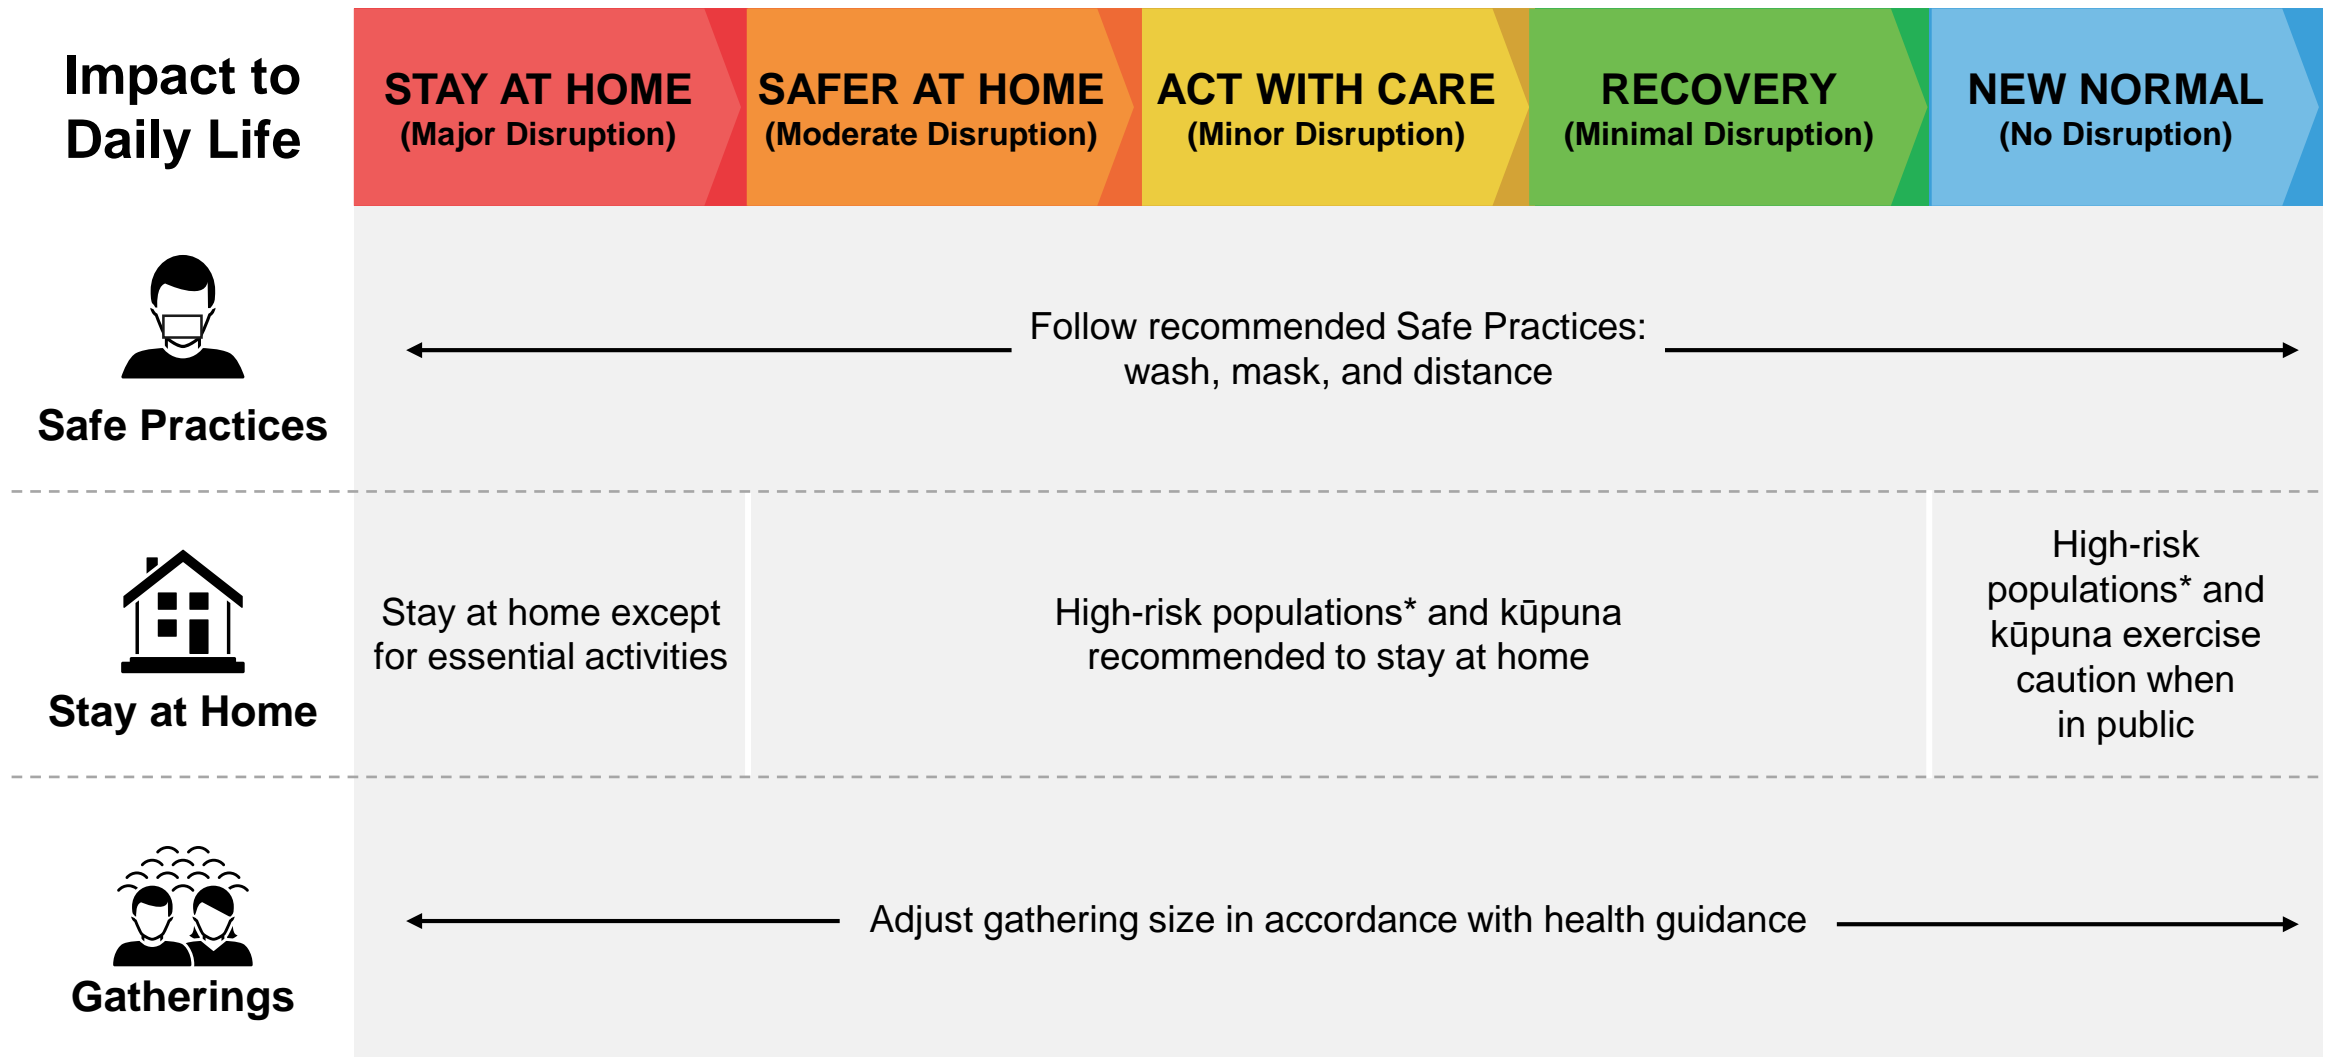 Impact to
Daily Life
STAY AT HOME
(Major Disruption)
SAFER AT HOME
(Moderate Disruption)
ACT WITH CARE
(Minor Disruption)
RECOVERY
(Minimal Disruption)
NEW NORMAL
(No Disruption)
Safe Practices
Follow recommended Safe Practices:
wash, mask, and distance
Stay at Home
Stay at home except
for essential activities
High-risk populations* and kūpuna
recommended to stay at home
High-risk
populations* and
kūpuna exercise
caution when
in public
Gatherings
Adjust gathering size in accordance with health guidance